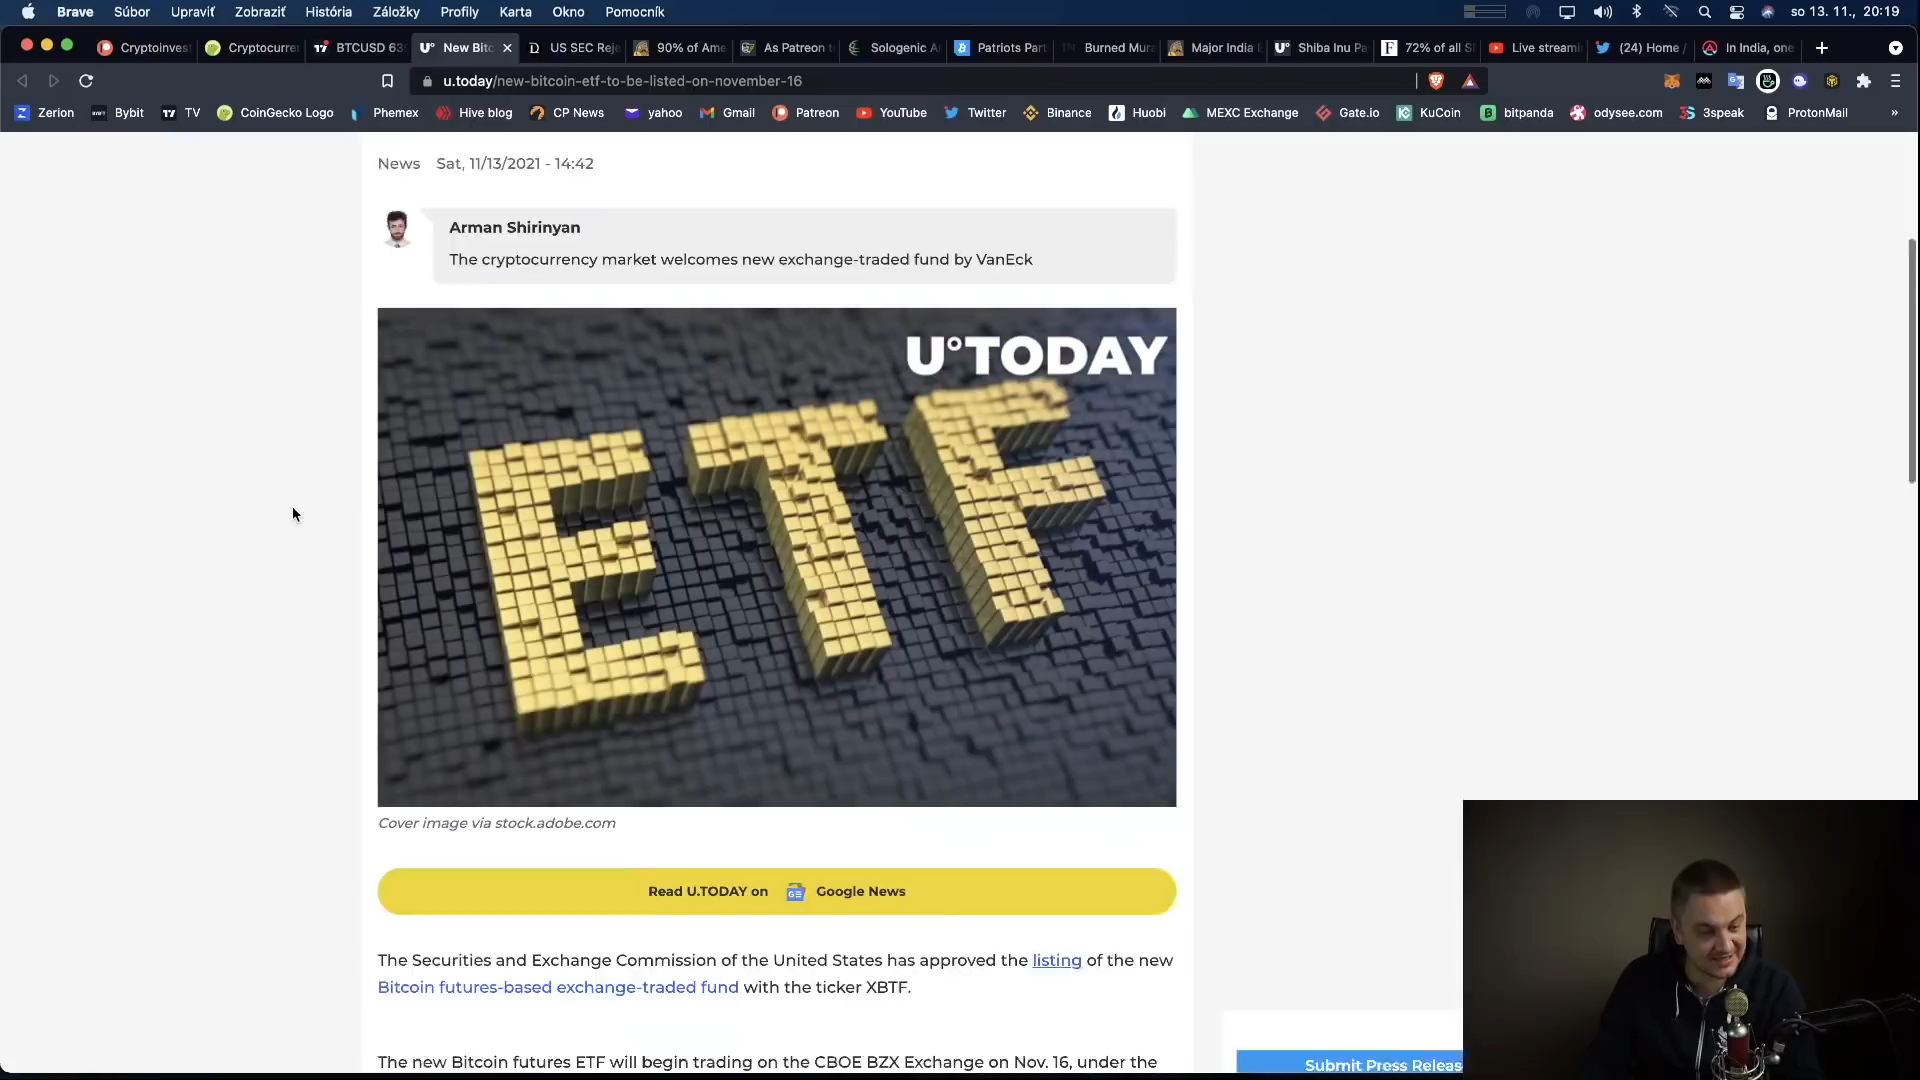 Brave Súbor Upraviť Zobraziť História Záložky Profily Karta Okno Pomocník so 13. 11., 20:19
Cryptoinves Cryptocurre BTCUSD 63 New Bitc US SEC Reje 90% of Ame As Patreon t Sologenic A Patriots Part Burned Mur Major India Shiba Inu Pa 72% of all S Live streami (24) Home / In India, one
u.today/new-bitcoin-etf-to-be-listed-on-november-16
Zerion Bybit TV CoinGecko Logo Phemex Hive blog CP News yahoo Gmail Patreon YouTube Twitter Binance Huobi MEXC Exchange Gate.io KuCoin bitpanda odysee.com 3speak ProtonMail »
News Sat, 11/13/2021 - 14:42
Arman Shirinyan
The cryptocurrency market welcomes new exchange-traded fund by VanEck
U°TODAY
ETF
Cover image via stock.adobe.com
Read U.TODAY on Google News
The Securities and Exchange Commission of the United States has approved the listing of the new
Bitcoin futures-based exchange-traded fund with the ticker XBTF.
The new Bitcoin futures ETF will begin trading on the CBOE BZX Exchange on Nov. 16, under the
Submit Press Releas